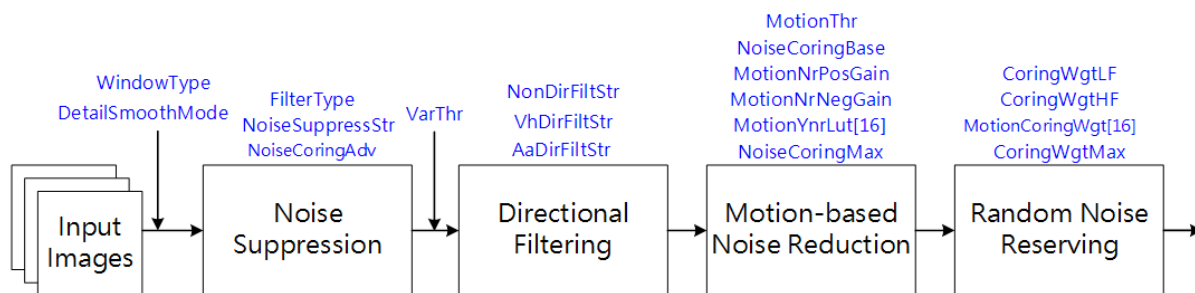 WindowType
DetailSmoothMode
FilterType
NoiseSuppressStr
NoiseCoringAdv
VarThr
NonDirFiltStr
VhDirFiltStr
AaDirFiltStr
MotionThr
NoiseCoringBase
MotionNrPosGain
MotionNrNegGain
MotionYnrLut[16]
NoiseCoringMax
CoringWgtLF
CoringWgtHF
MotionCoringWgt[16]
CoringWgtMax
Input
Images
Noise
Suppression
Directional
Filtering
Motion-based
Noise Reduction
Random Noise
Reserving